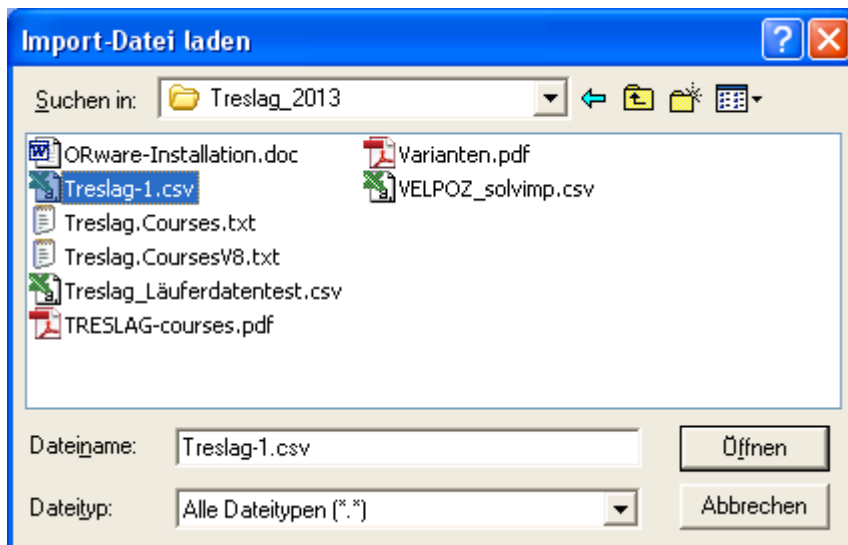 Import-Datei laden
Suchen in: Treslag_2013
ORware-Installation.doc
Treslag-1.csv
Treslag.Courses.txt
Treslag.CoursesV8.txt
Treslag_Läuferdatentest.csv
TRESLAG-courses.pdf
Varianten.pdf
VELPOZ_solvimp.csv
Dateiname: Treslag-1.csv Öffnen
Dateityp: Alle Dateitypen (*.*) Abbrechen